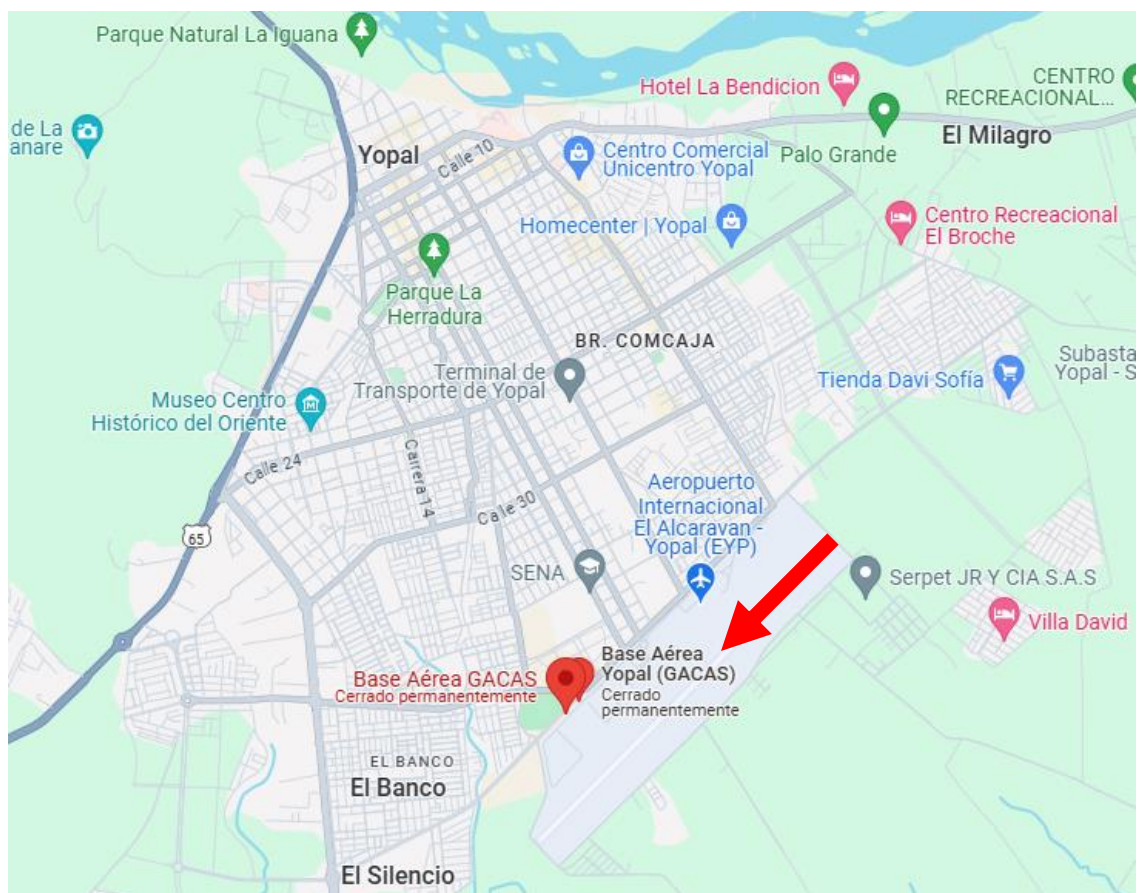 Parque Natural La Iguana
Hotel La Bendicion
CENTRO
RECREACIONAL...
de La
anare
El Milagro
Yopal
Calle 10
Centro Comercial
Unicentro Yopal
Palo Grande
Homecenter | Yopal
Centro Recreacional
El Broche
Parque La
Herradura
BR. COMCAJA
Subasta
Yopal - S
Terminal de
Transporte de Yopal
Tienda Davi Sofía
Museo Centro
Histórico del Oriente
Calle 24
Carrera 14
Calle 30
Aeropuerto
Internacional
El Alcaravan -
Yopal (EYP)
65
SENA
Serpet JR Y CIA S.A.S
Villa David
Base Aérea
Yopal (GACAS)
Cerrado
permanentemente
Base Aérea GACAS
Cerrado permanentemente
EL BANCO
El Banco
El Silencio